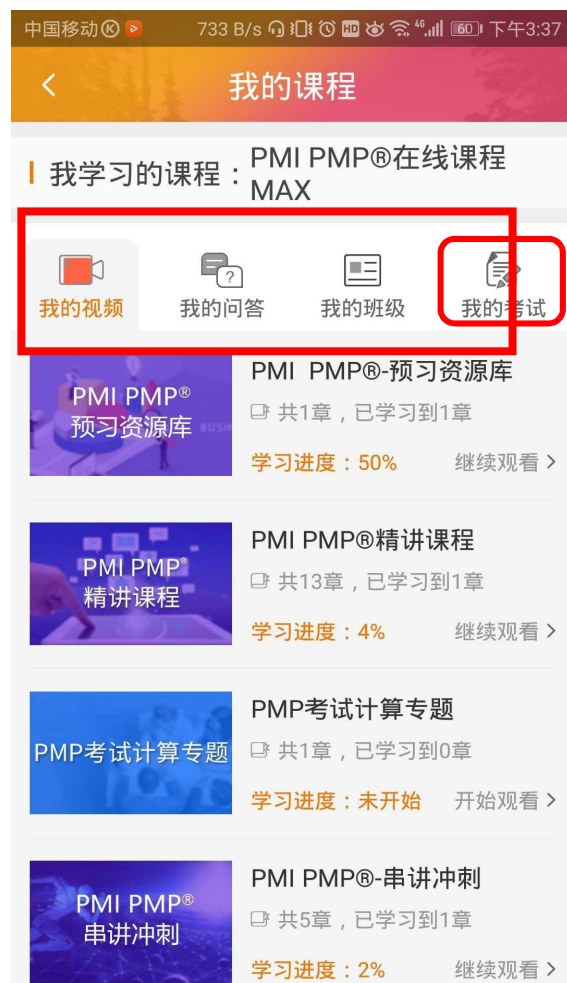 中国移动 733 B/s HD 46 60 下午3:37
我的课程
我学习的课程：PMI PMP®在线课程
MAX
我的视频 我的问答 我的班级 我的考试
PMI PMP®
预习资源库
PMI PMP®-预习资源库
共1章，已学习到1章
学习进度：50% 继续观看
PMI PMP®
精讲课程
PMI PMP®精讲课程
共13章，已学习到1章
学习进度：4% 继续观看
PMP考试计算专题
PMP考试计算专题
共1章，已学习到0章
学习进度：未开始 开始观看
PMI PMP®
串讲冲刺
PMI PMP®-串讲冲刺
共5章，已学习到1章
学习进度：2% 继续观看